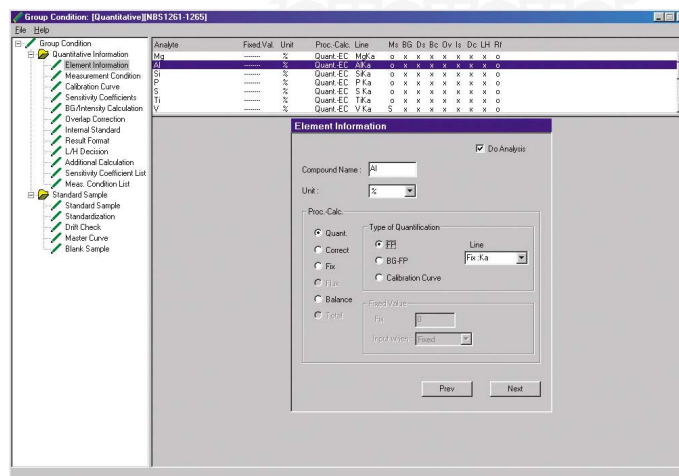 Group Condition: [Quantitative][NBS1261-1265]
File Help
Group Condition
Quantitative Information
Element Information
Measurement Condition
Calibration Curve
Sensitivity Coefficients
BG/Intensity Calculation
Overlap Correction
Internal Standard
Result Format
L/H Decision
Additional Calculation
Sensitivity Coefficient List
Meas. Condition List
Standard Sample
Standard Sample
Standardization
Drift Check
Master Curve
Blank Sample
Analyte Fixed Val. Unit Proc.-Calc. Line Ms BG Ds Bc Ov Is Dc LH Rf
Mg -------- % Quant.-EC MgKa o x x x x x x x o
Al -------- % Quant.-EC AlKa o x x x x x x x o
Si -------- % Quant.-EC SiKa o x x x x x x x o
P -------- % Quant.-EC P Ka o x x x x x x x o
S -------- % Quant.-EC S Ka o x x x x x x x o
Ti -------- % Quant.-EC TiKa o x x x x x x x o
V -------- % Quant.-EC V Ka S x x x x x x x o
Element Information
Do Analysis
Compound Name : Al
Unit : %
Proc.-Calc.
Quant.
Correct
Fix
Flux
Balance
Total
Type of Quantification
FP
BG-FP
Calibration Curve
Line
Fix :Ka
Fixed Value
Fix 0
Input when Fixed
Prev Next